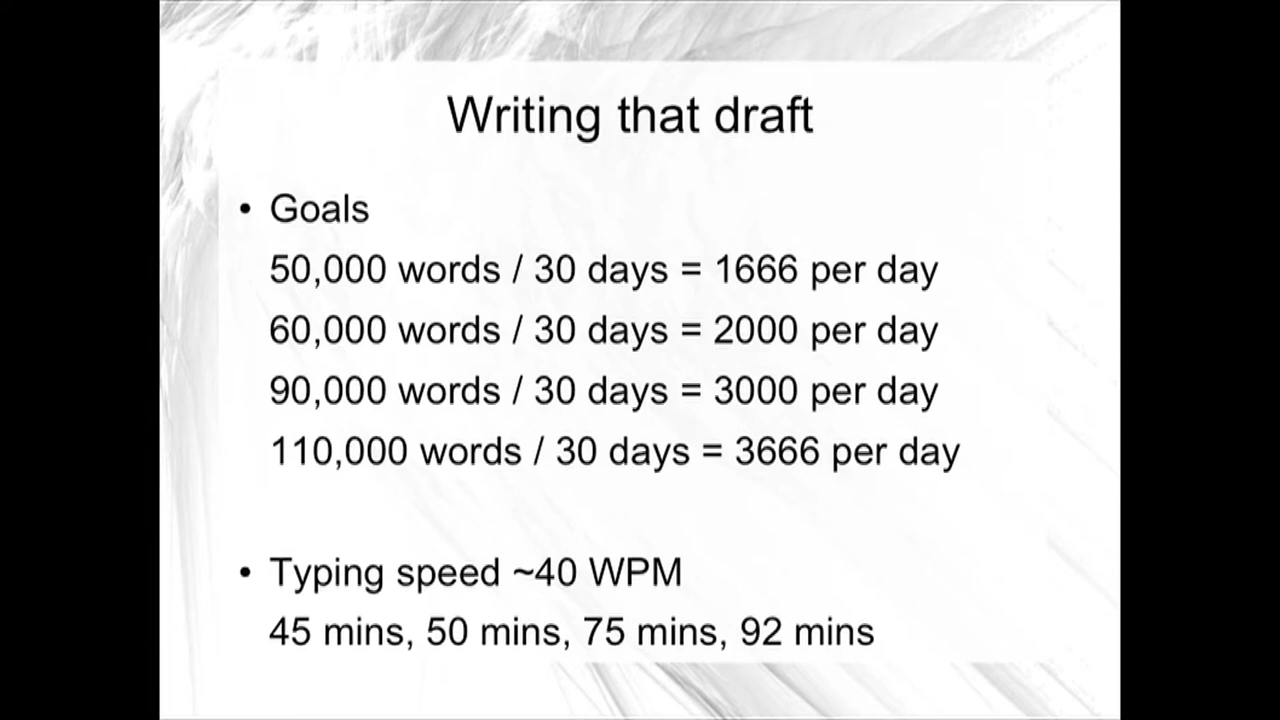 Writing that draft
• Goals
50,000 words / 30 days = 1666 per day
60,000 words / 30 days = 2000 per day
90,000 words / 30 days = 3000 per day
110,000 words / 30 days = 3666 per day
• Typing speed ~40 WPM
45 mins, 50 mins, 75 mins, 92 mins